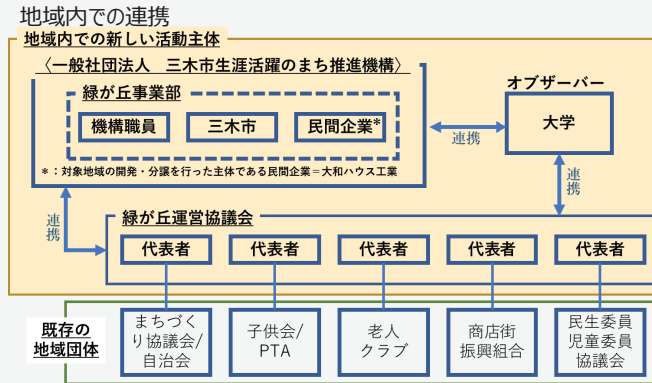 地域内での連携
地域内での新しい活動主体
〈一般社団法人　三木市生涯活躍のまち推進機構〉
緑が丘事業部
機構職員
三木市
民間企業*
*：対象地域の開発・分譲を行った主体である民間企業＝大和ハウス工業
連携
オブザーバー
大学
連携
連携
緑が丘運営協議会
代表者
代表者
代表者
代表者
代表者
既存の
地域団体
まちづく
り協議会/
自治会
子供会/
PTA
老人
クラブ
商店街
振興組合
民生委員
児童委員
協議会